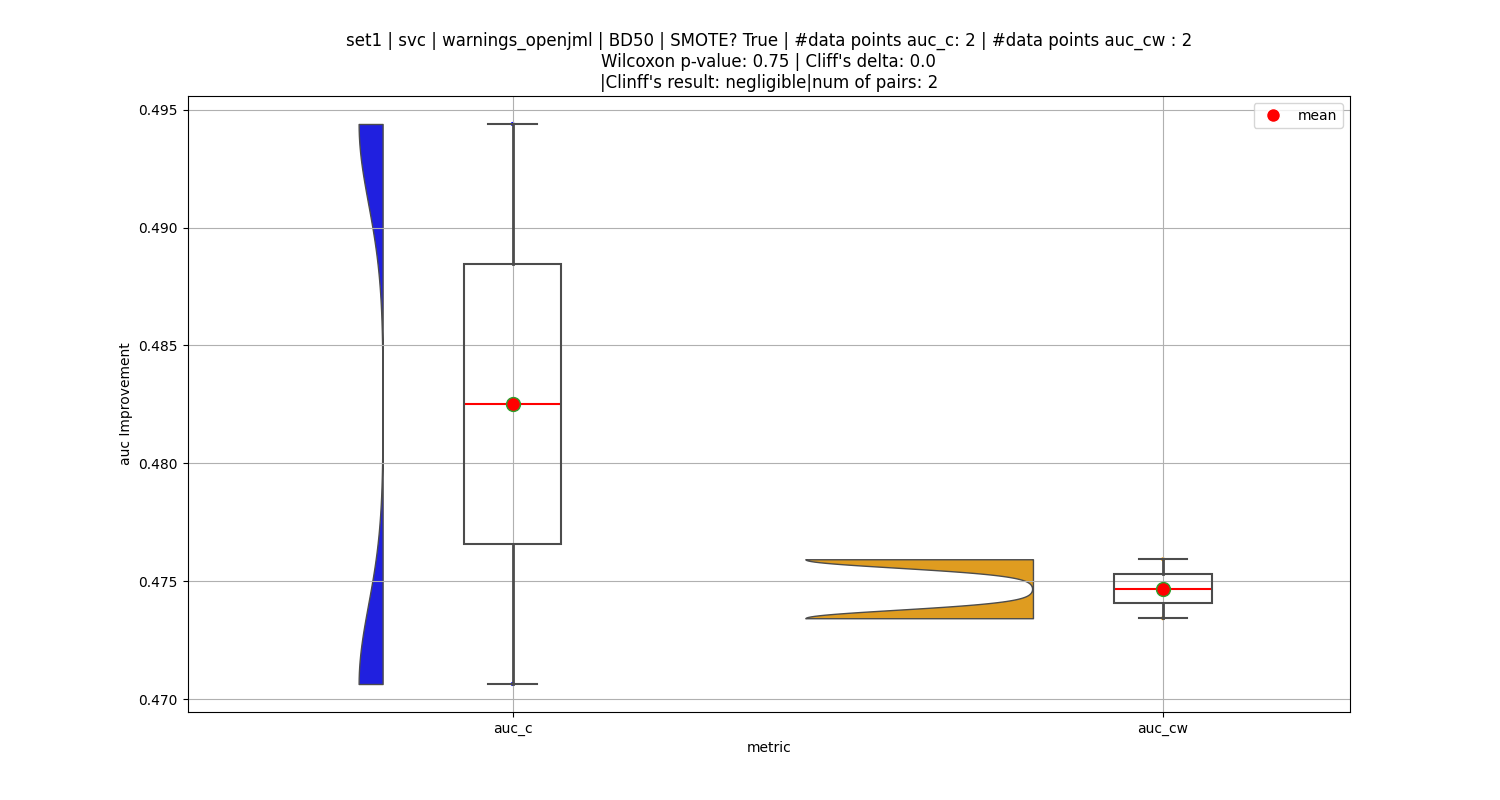 set1 | svc | warnings_openjml | BD50 | SMOTE? True | #data points auc_c: 2 | #data points auc_cw : 2
Wilcoxon p-value: 0.75 | Cliff's delta: 0.0
|Clinff's result: negligible|num of pairs: 2
mean
0.495
0.490
0.485
0.480
0.475
0.470
auc Improvement
auc_c
auc_cw
metric